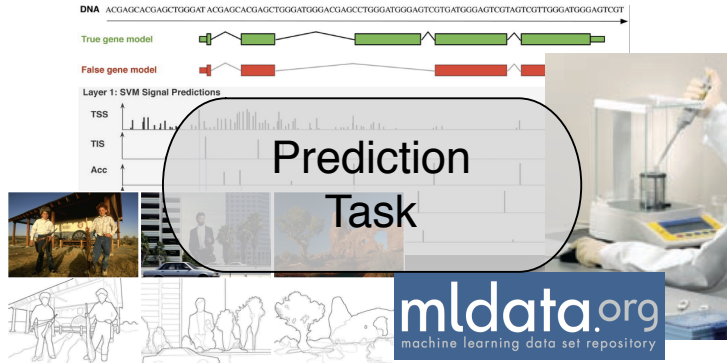 DNA ACGAGCACGAGCTGGGAT ACGAGCACGAGCTGGGATGGGACGAGCCTGGGATGGGAGTCGTGATGGGAGTCGTAGTCGTTGGGATGGGAGTCGT
True gene model
False gene model
Layer 1: SVM Signal Predictions
TSS
TIS
Acc
Prediction
Task
mldata.org
machine learning data set repository